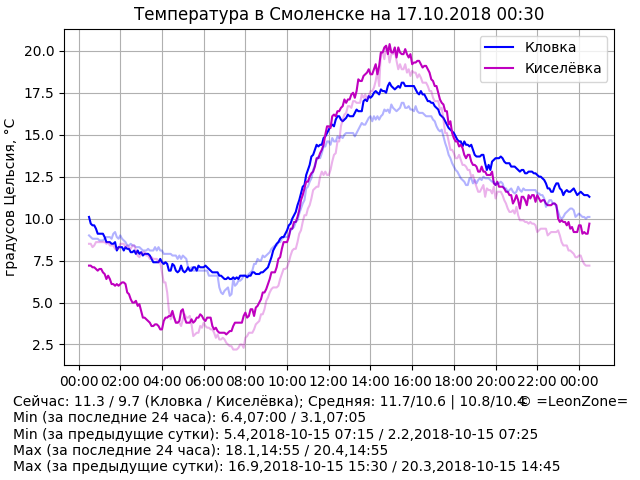 Температура в Смоленске на 17.10.2018 00:30
градусов Цельсия, °C
20.0
17.5
15.0
12.5
10.0
7.5
5.0
2.5
Кловка
Киселёвка
00:00 02:00 04:00 06:00 08:00 10:00 12:00 14:00 16:00 18:00 20:00 22:00 00:00
Сейчас: 11.3 / 9.7 (Кловка / Киселёвка); Средняя: 11.7/10.6 | 10.8/10.4 © =LeonZone=
Min (за последние 24 часа): 6.4,07:00 / 3.1,07:05
Min (за предыдущие сутки): 5.4,2018-10-15 07:15 / 2.2,2018-10-15 07:25
Max (за последние 24 часа): 18.1,14:55 / 20.4,14:55
Max (за предыдущие сутки): 16.9,2018-10-15 15:30 / 20.3,2018-10-15 14:45